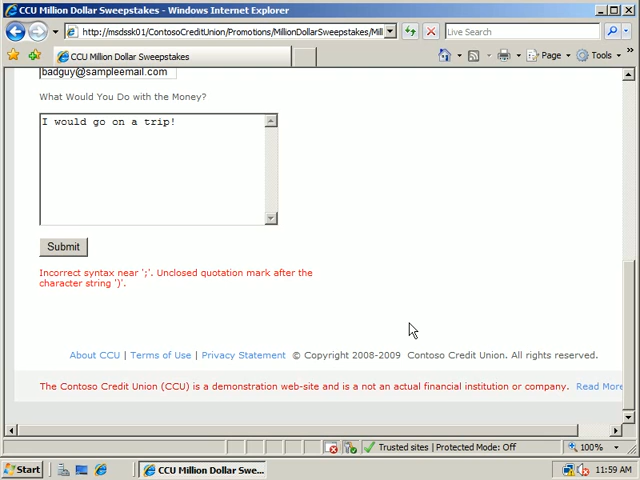 CCU Million Dollar Sweepstakes - Windows Internet Explorer
http://msdssk01/ContosoCreditUnion/Promotions/MillionDollarSweepstakes/Mill
Live Search
CCU Million Dollar Sweepstakes
Page
Tools
badguy@sampleemail.com
What Would You Do with the Money?
I would go on a trip!
Submit
Incorrect syntax near ';'. Unclosed quotation mark after the
character string ')'.
About CCU | Terms of Use | Privacy Statement © Copyright 2008-2009 Contoso Credit Union. All rights reserved.
The Contoso Credit Union (CCU) is a demonstration web-site and is a not an actual financial institution or company. Read More
Trusted sites | Protected Mode: Off
100%
Start
CCU Million Dollar Swe...
11:59 AM